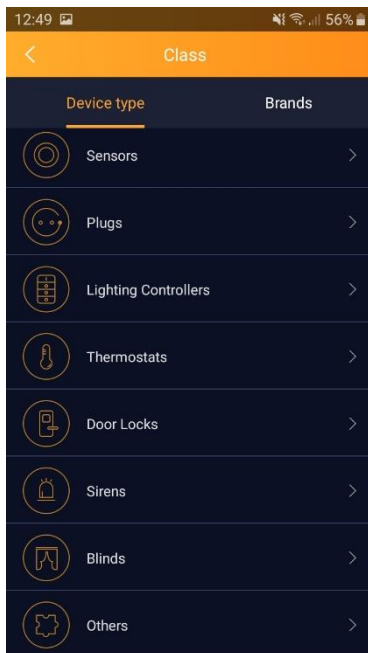 12:49 56%
Class
Device type Brands
Sensors
Plugs
Lighting Controllers
Thermostats
Door Locks
Sirens
Blinds
Others